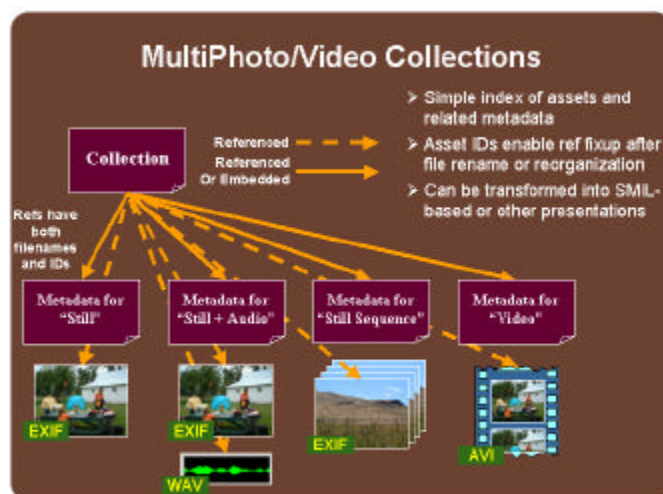 MultiPhoto/Video Collections
➢ Simple index of assets and
related metadata
➢ Asset IDs enable ref fixup after
file rename or reorganization
➢ Can be transformed into SMIL-
based or other presentations
Collection
Referenced
Referenced
Or Embedded
Refs have
both
filenames
and IDs
Metadata for
“Still”
Metadata for
“Still + Audio”
Metadata for
“Still Sequence”
Metadata for
“Video”
EXIF
EXIF
EXIF
AVI
WAV